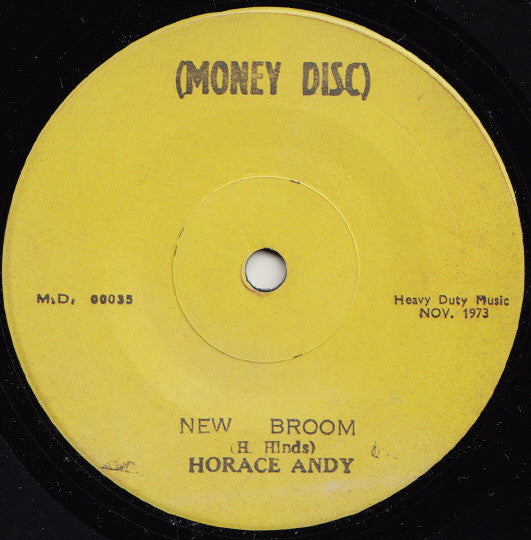 (MONEY DISC)
M.D. 00035
Heavy Duty Music
NOV. 1973
NEW BROOM
(H. Hinds)
HORACE ANDY